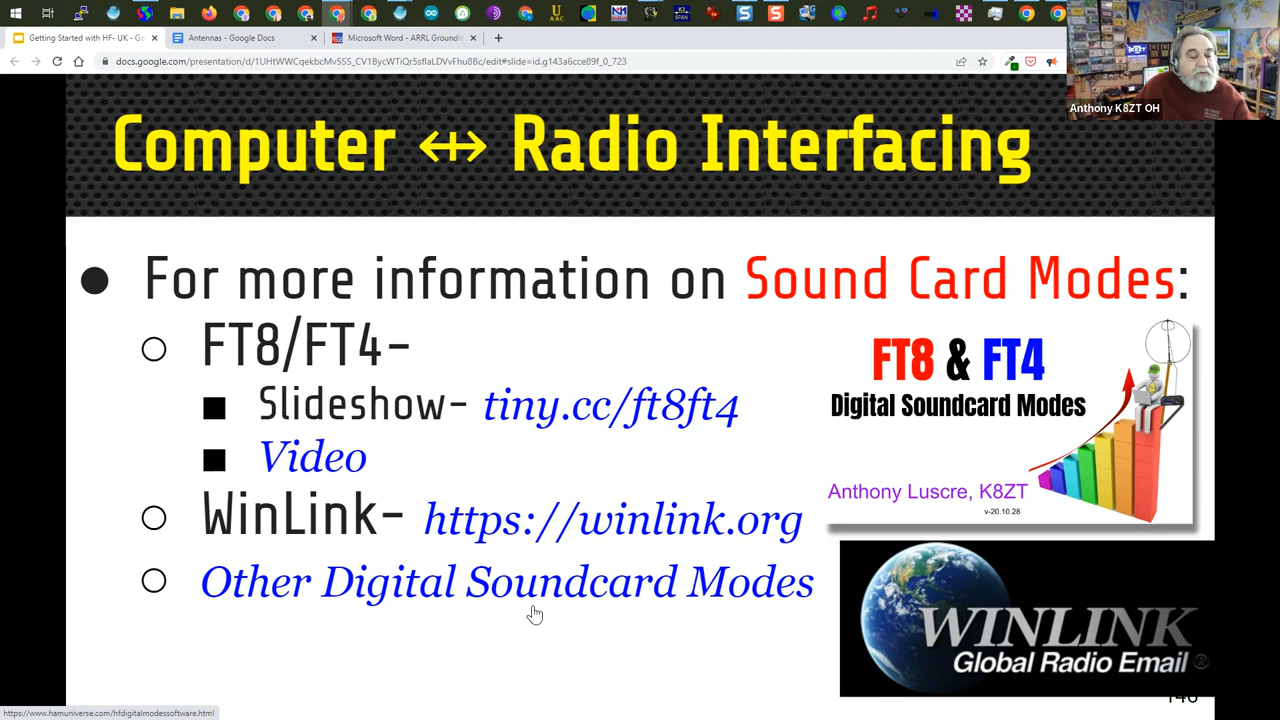 Getting Started with HF- UK - Go
Antennas - Google Docs
Microsoft Word - ARRL Groundin
docs.google.com/presentation/d/1UHtWWCqekbcMv5SS_CV1ByWTiQr5sfIauEvFhu8Bc/edit#slide=id.g143a6cce89f_0_723
Anthony K8ZT OH
Computer ↔ Radio Interfacing
● For more information on Sound Card Modes:
○ FT8/FT4-
■ Slideshow- tiny.cc/ft8ft4
■ Video
○ WinLink- https://winlink.org
○ Other Digital Soundcard Modes
FT8 & FT4
Digital Soundcard Modes
Anthony Luscre, K8ZT
v-20.10.28
WINLINK
Global Radio Email®
https://www.hamuniverse.com/hfdigitalmodessoftware.html